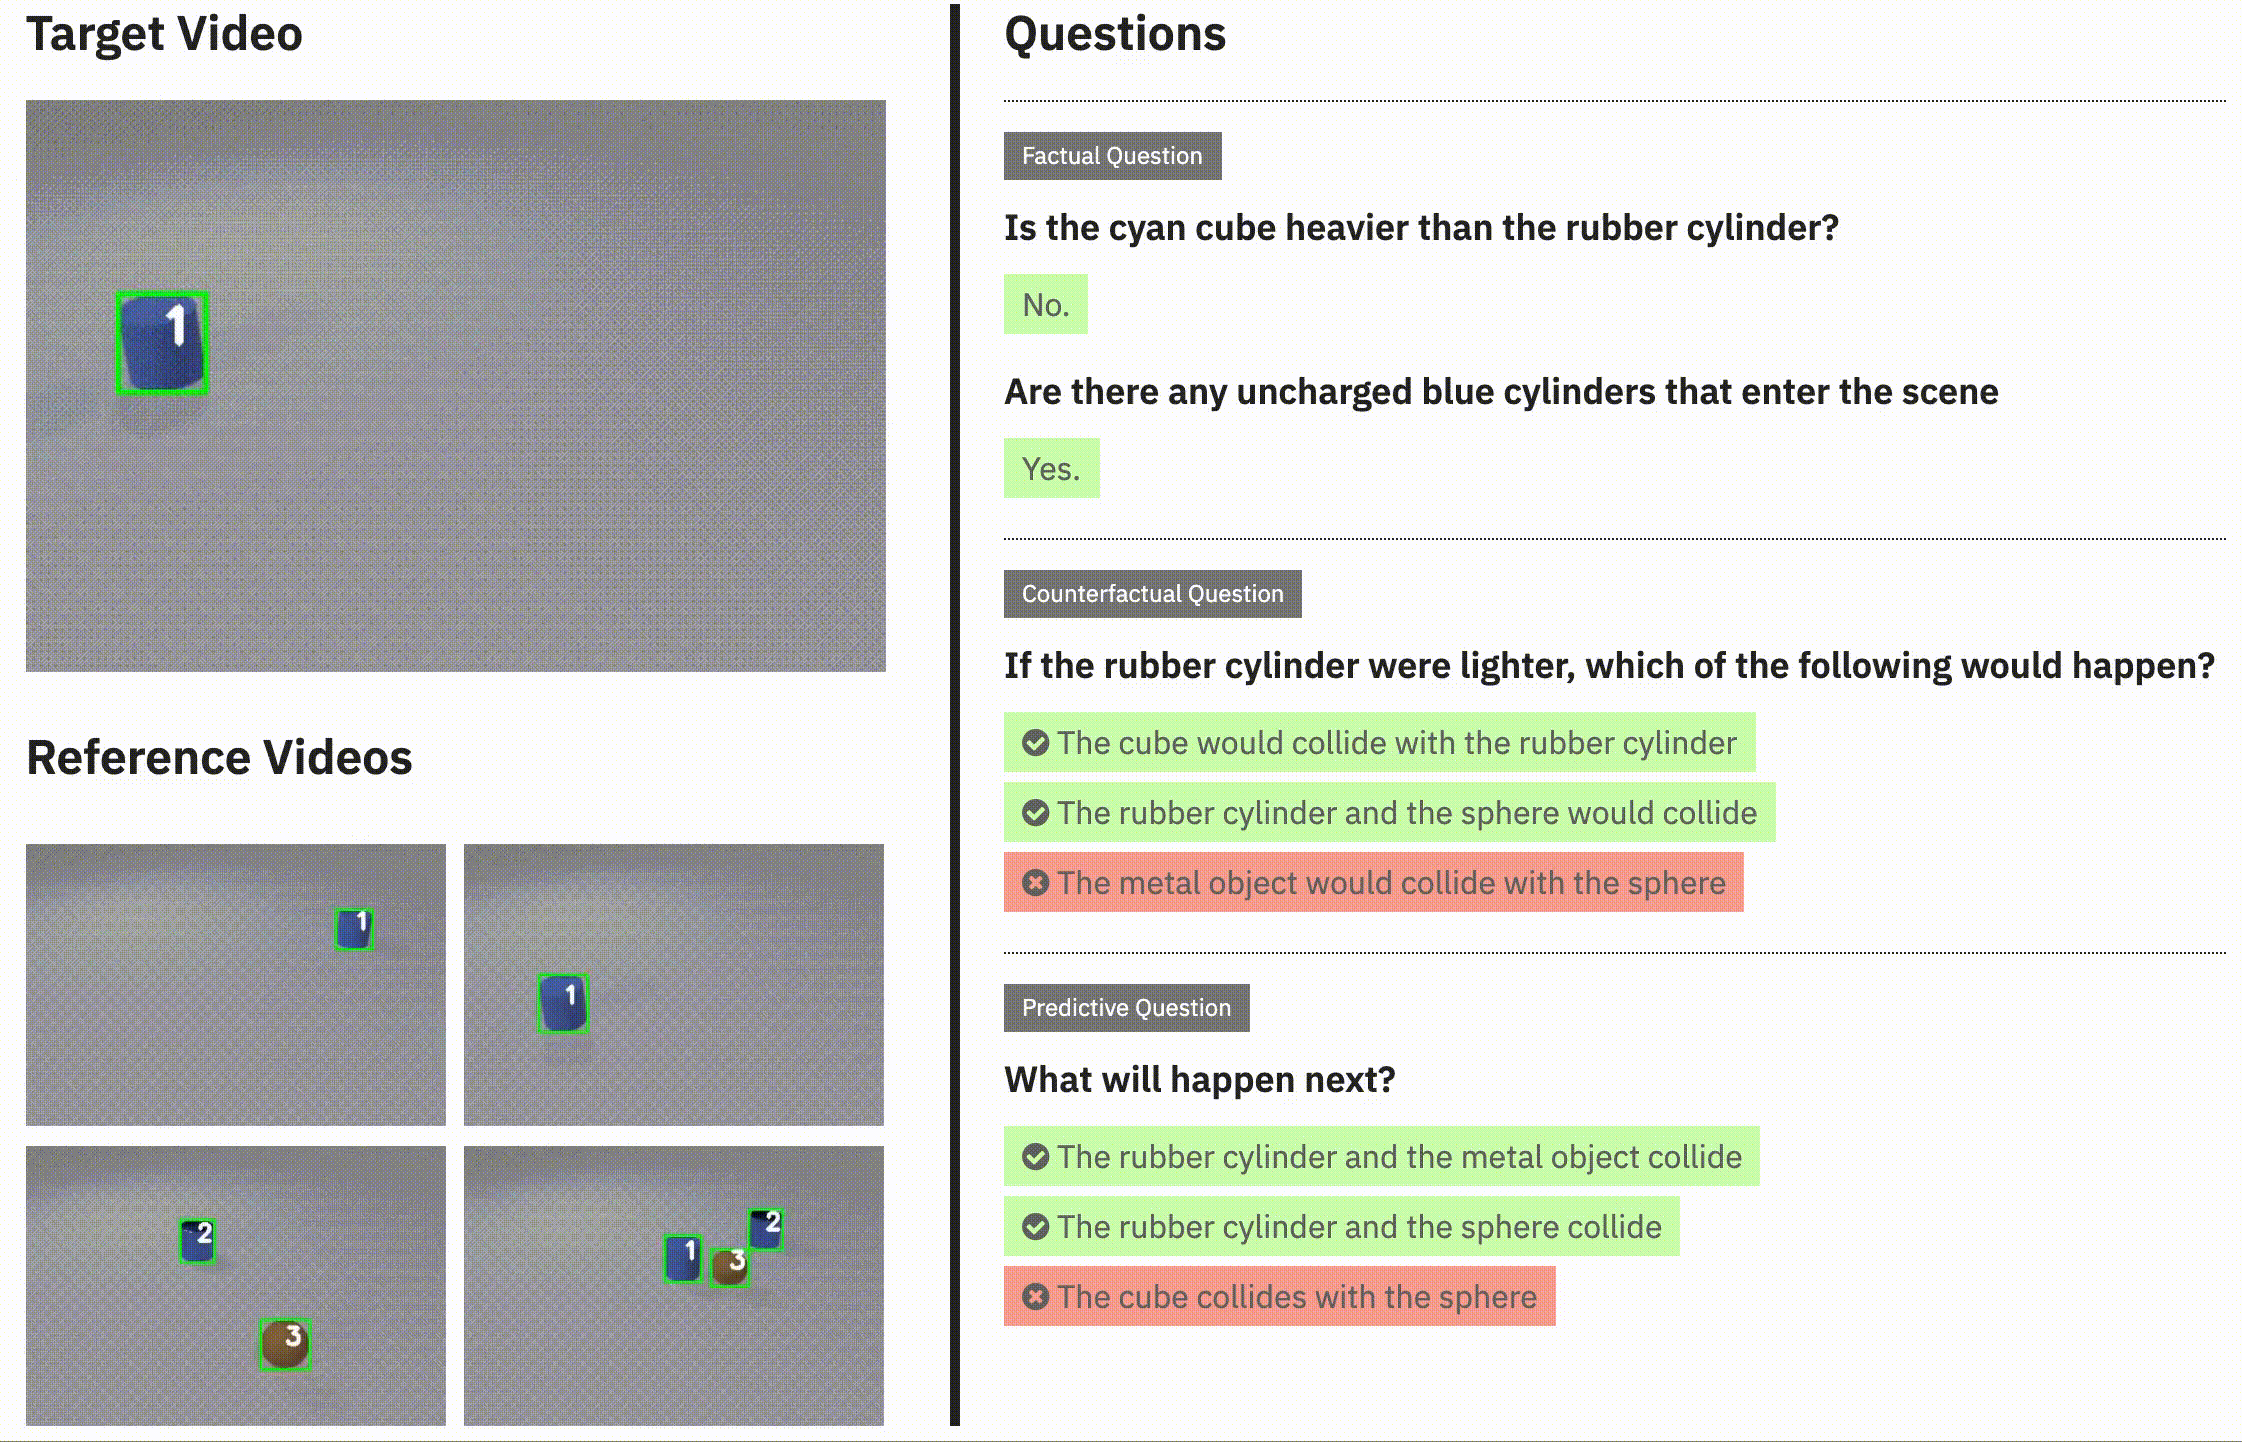 Target Video
1
Reference Videos
1
1
2
3
1
3
2
Questions
Factual Question
Is the cyan cube heavier than the rubber cylinder?
No.
Are there any uncharged blue cylinders that enter the scene
Yes.
Counterfactual Question
If the rubber cylinder were lighter, which of the following would happen?
The cube would collide with the rubber cylinder
The rubber cylinder and the sphere would collide
The metal object would collide with the sphere
Predictive Question
What will happen next?
The rubber cylinder and the metal object collide
The rubber cylinder and the sphere collide
The cube collides with the sphere